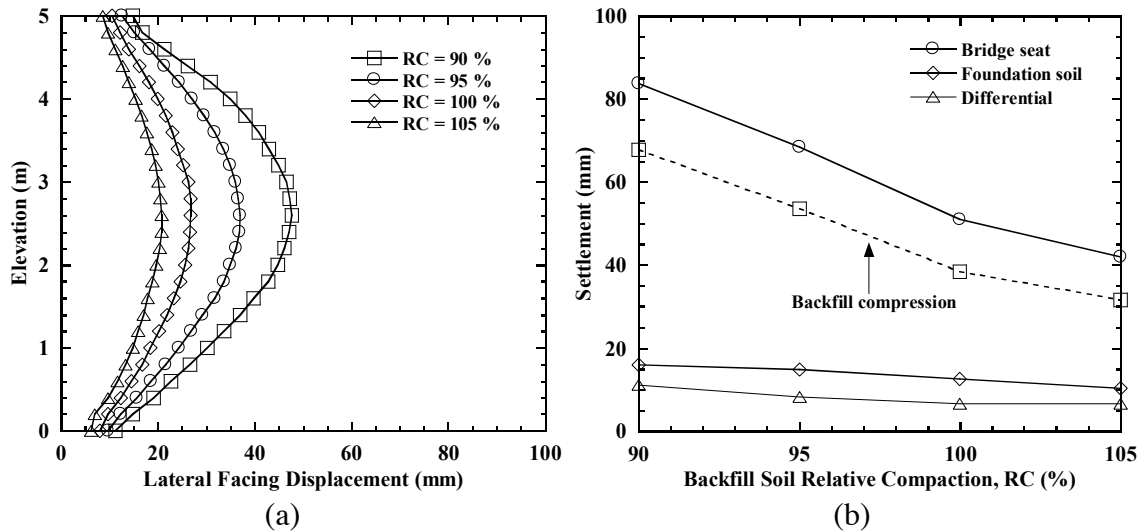 5
4
3
2
1
0
Elevation (m)
RC = 90 %
RC = 95 %
RC = 100 %
RC = 105 %
0 20 40 60 80 100
Lateral Facing Displacement (mm)
(a)
100
80
60
40
20
0
Settlement (mm)
Bridge seat
Foundation soil
Differential
Backfill compression
90 95 100 105
Backfill Soil Relative Compaction, RC (%)
(b)